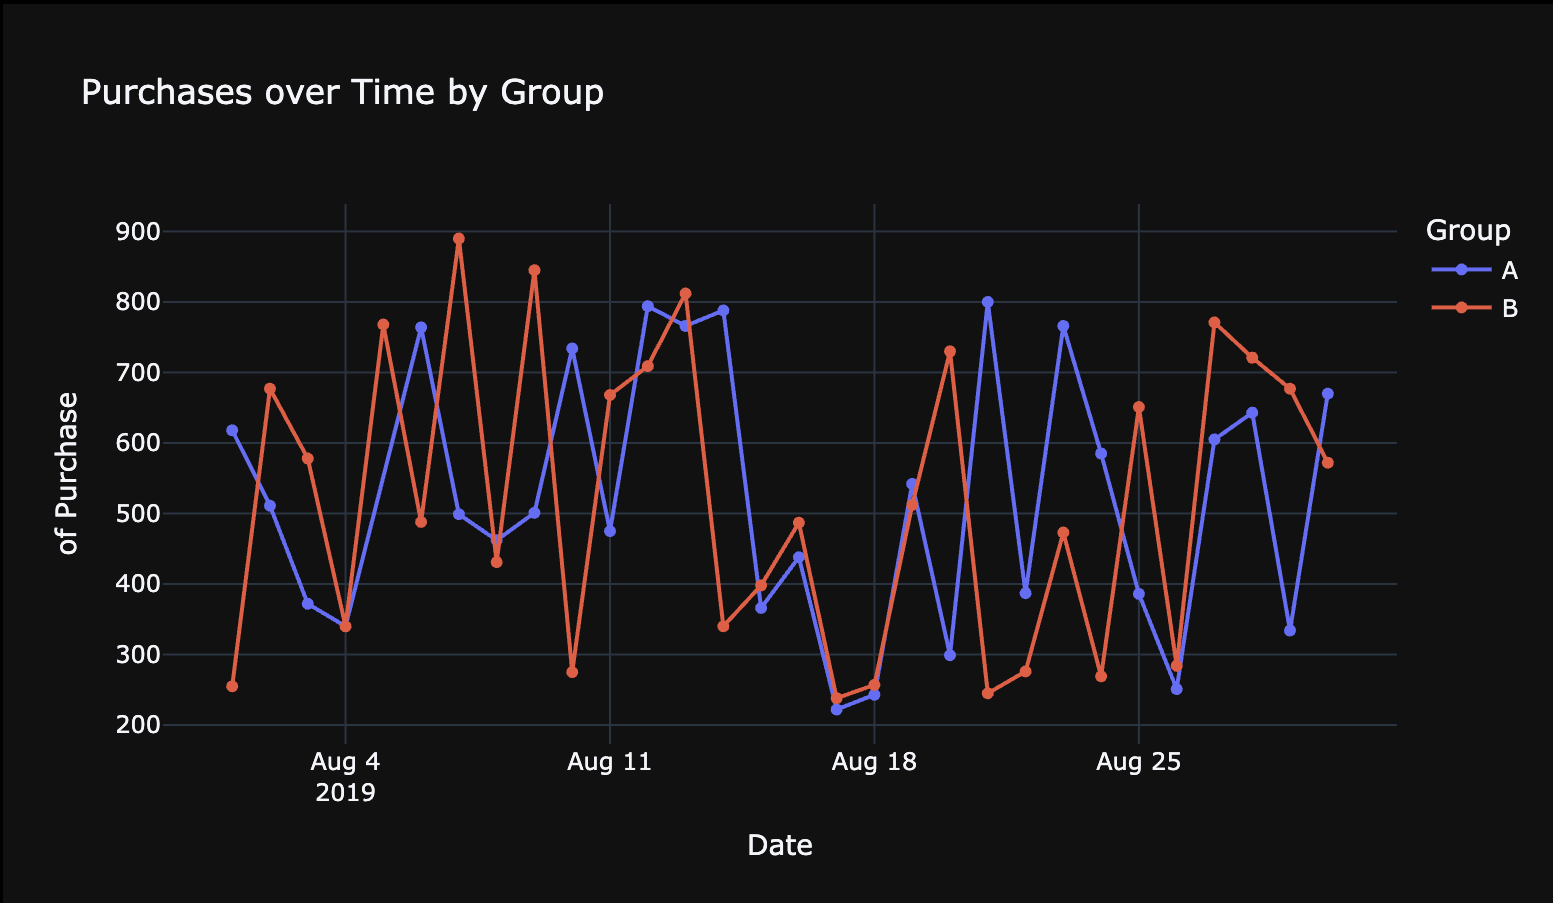 Purchases over Time by Group
900
800
700
600
500
400
300
200
of Purchase
Aug 4
2019
Aug 11
Aug 18
Aug 25
Date
Group
A
B